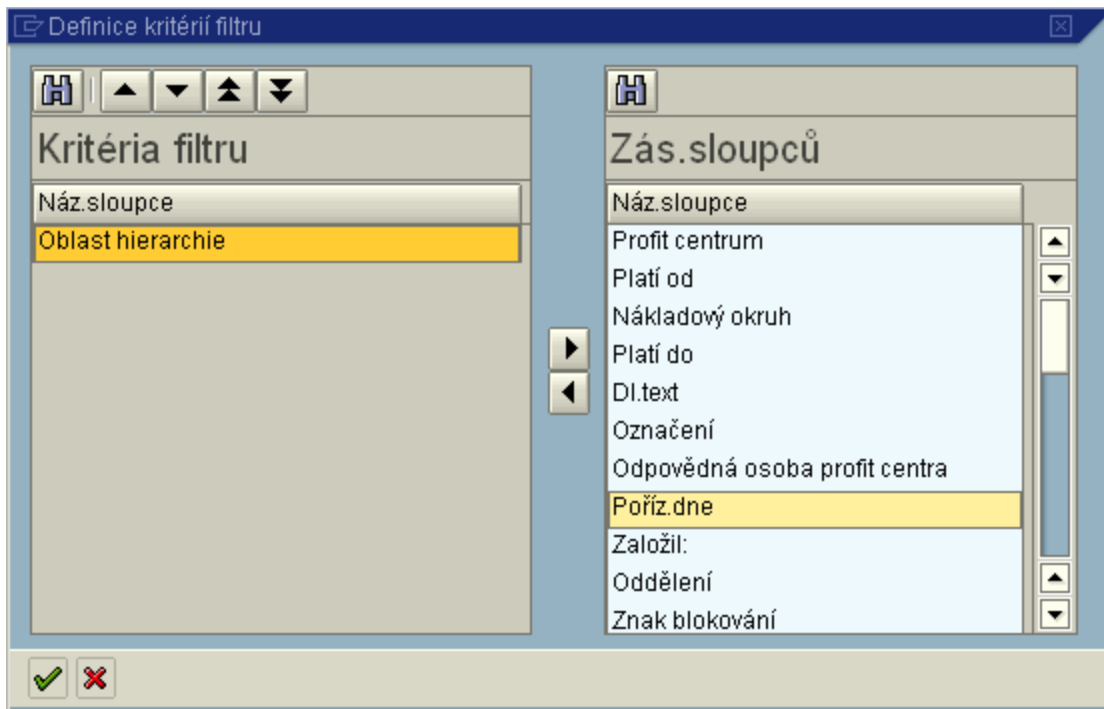 Definice kritérií filtru
Kritéria filtru
Náz.sloupce
Oblast hierarchie
Zás.sloupců
Náz.sloupce
Profit centrum
Platí od
Nákladový okruh
Platí do
Dl.text
Označení
Odpovědná osoba profit centra
Poříz.dne
Založil:
Oddělení
Znak blokování